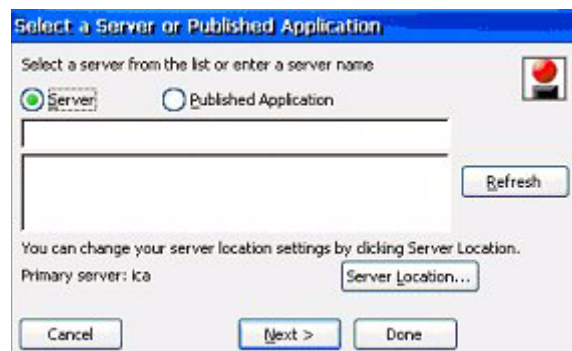 Select a Server or Published Application
Select a server from the list or enter a server name
Server Published Application
Refresh
You can change your server location settings by clicking Server Location.
Primary server: ica Server Location...
Cancel Next > Done